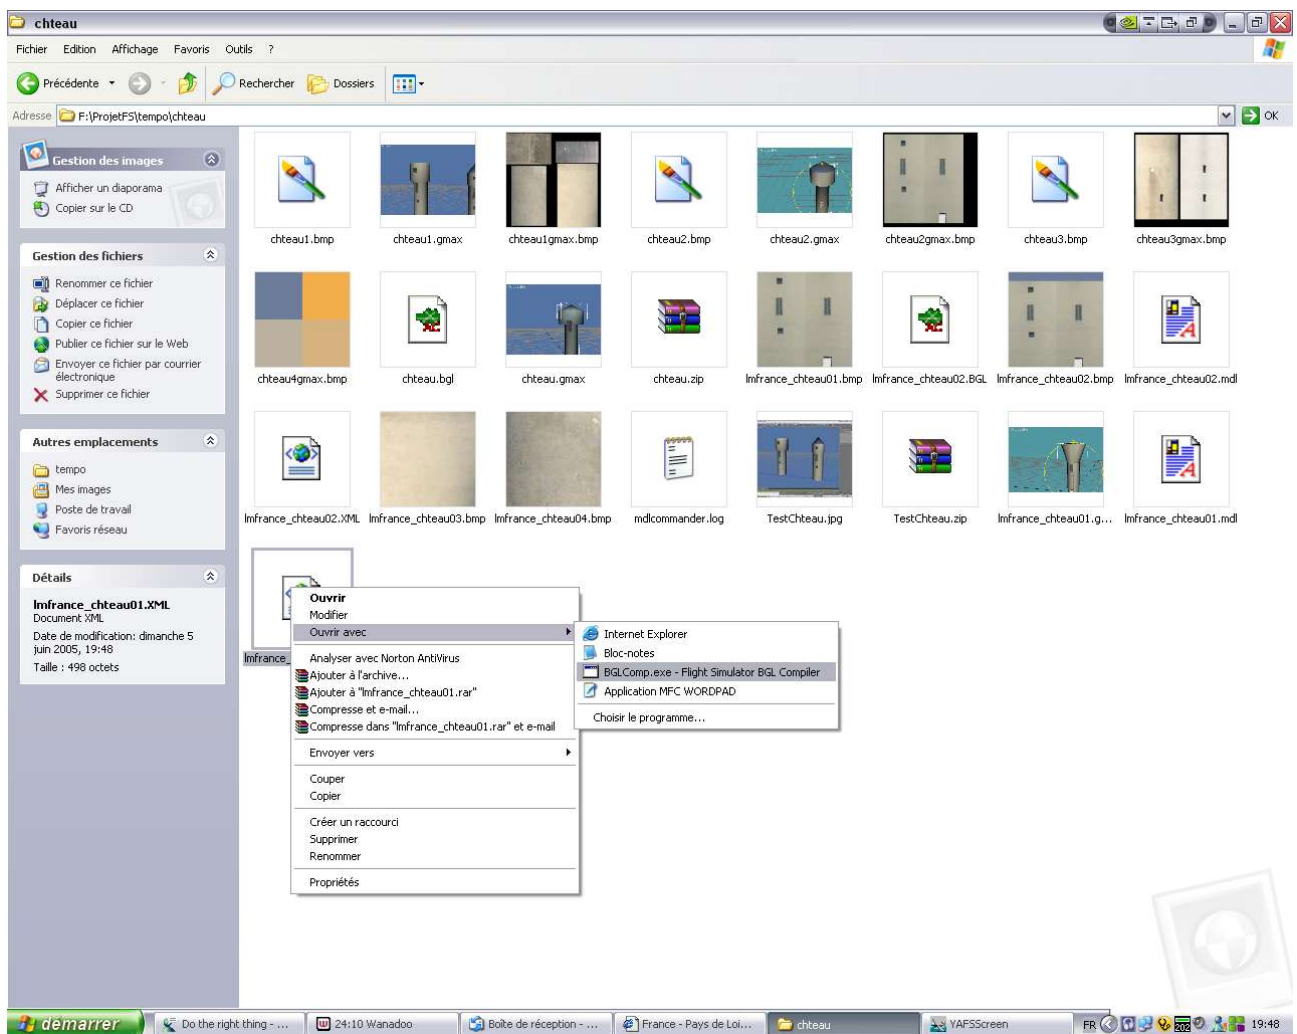 chteau
Fichier Edition Affichage Favoris Outils ?
Précédente Rechercher Dossiers
Adresse F:\ProjetFS\tempo\chteau OK
Gestion des images
Afficher un diaporama
Copier sur le CD
Gestion des fichiers
Renommer ce fichier
Déplacer ce fichier
Copier ce fichier
Publier ce fichier sur le Web
Envoyer ce fichier par courrier
électronique
Supprimer ce fichier
Autres emplacements
tempo
Mes images
Poste de travail
Favoris réseau
Détails
lmfrance_chteau01.XML
Document XML
Date de modification: dimanche 5
juin 2005, 19:48
Taille : 498 octets
chteau1.bmp chteau1.gmax chteau1gmax.bmp chteau2.bmp chteau2.gmax chteau2gmax.bmp chteau3.bmp chteau3gmax.bmp
chteau4gmax.bmp chteau.bgl chteau.gmax chteau.zip lmfrance_chteau01.bmp lmfrance_chteau02.BGL lmfrance_chteau02.bmp lmfrance_chteau02.mdl
lmfrance_chteau02.XML lmfrance_chteau03.bmp lmfrance_chteau04.bmp mdlcommander.log TestChteau.jpg TestChteau.zip lmfrance_chteau01.g... lmfrance_chteau01.mdl
lmfrance_
Ouvrir
Modifier
Ouvrir avec
Analyser avec Norton AntiVirus
Ajouter à l'archive...
Ajouter à "lmfrance_chteau01.rar"
Compresse et e-mail...
Compresse dans "lmfrance_chteau01.rar" et e-mail
Envoyer vers
Couper
Copier
Créer un raccourci
Supprimer
Renommer
Propriétés
Internet Explorer
Bloc-notes
BGLComp.exe - Flight Simulator BGL Compiler
Application MFC WORDPAD
Choisir le programme...
démarrer Do the right thing - ... 24:10 Wanadoo Boîte de réception - ... France - Pays de Loi... chteau YAFSScreen FR 202 19:48